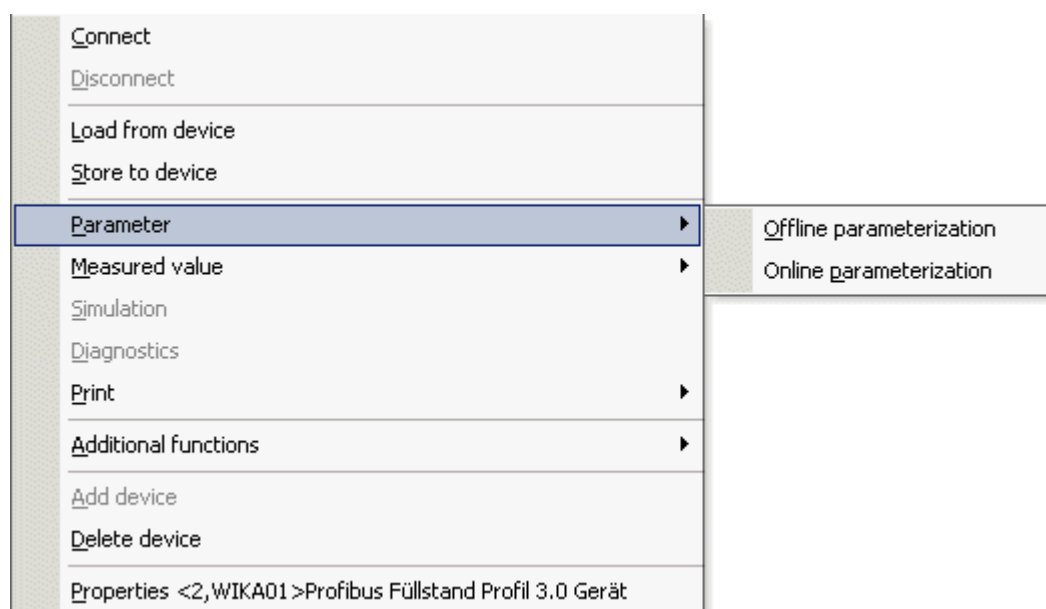 Connect
Disconnect
Load from device
Store to device
Parameter
Offline parameterization
Online parameterization
Measured value
Simulation
Diagnostics
Print
Additional functions
Add device
Delete device
Properties <2,WIKA01>Profibus Füllstand Profil 3.0 Gerät